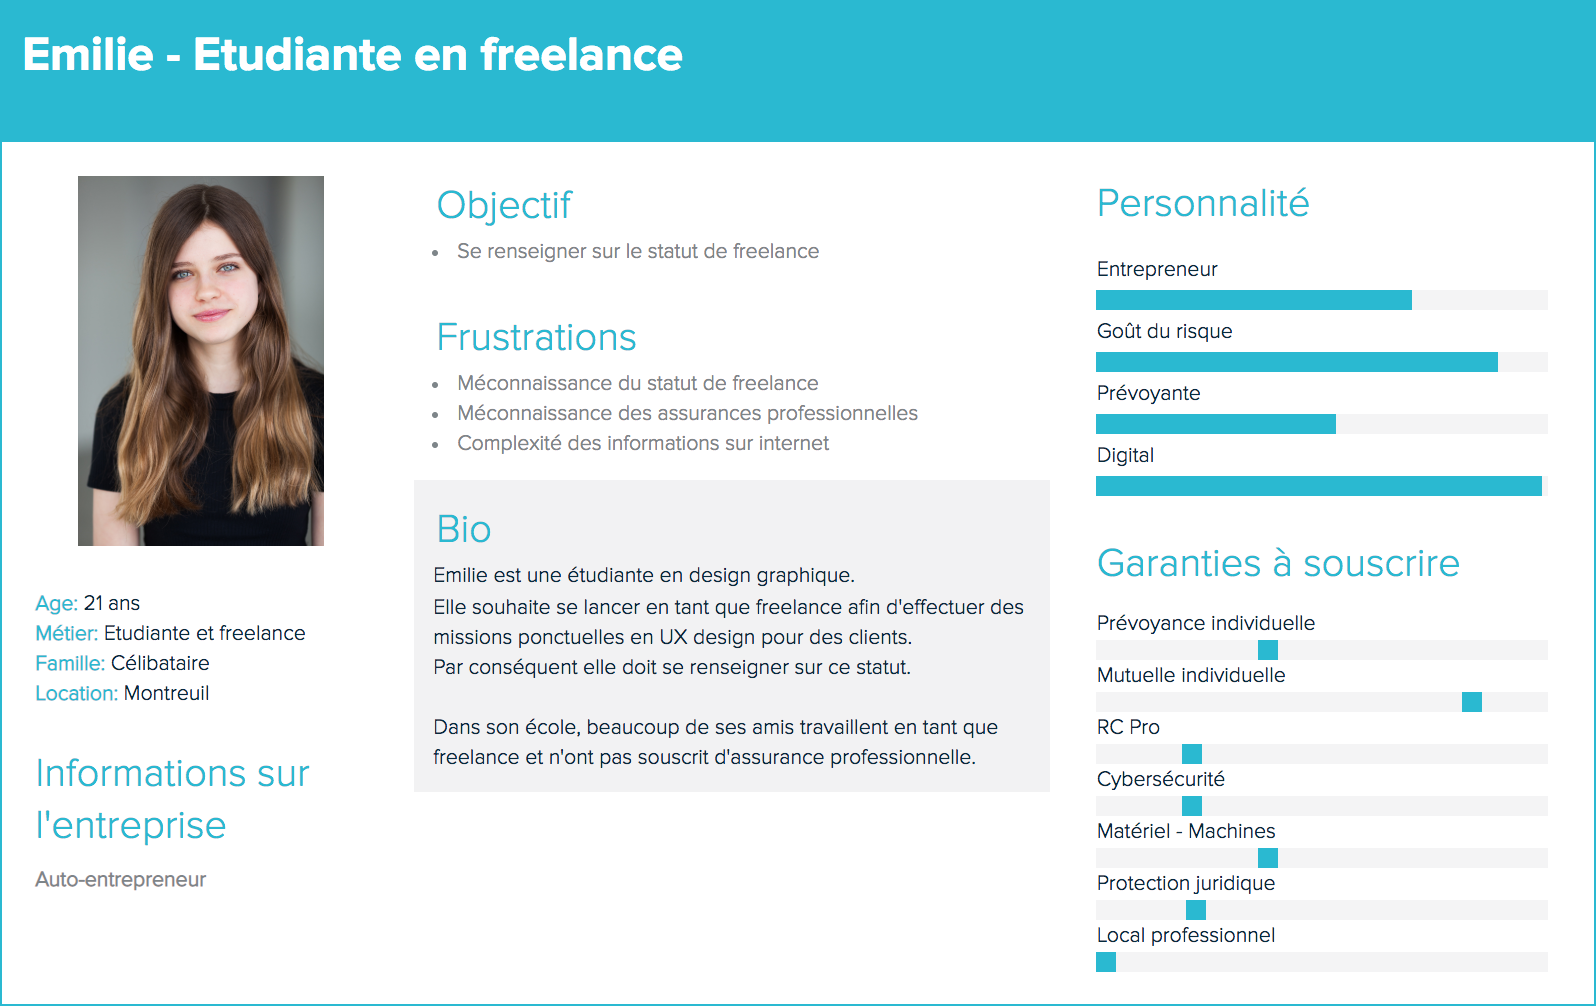 Emilie - Etudiante en freelance
Age: 21 ans
Métier: Etudiante et freelance
Famille: Célibataire
Location: Montreuil
Informations sur
l'entreprise
Auto-entrepreneur
Objectif
• Se renseigner sur le statut de freelance
Frustrations
• Méconnaissance du statut de freelance
• Méconnaissance des assurances professionnelles
• Complexité des informations sur internet
Bio
Emilie est une étudiante en design graphique.
Elle souhaite se lancer en tant que freelance afin d'effectuer des
missions ponctuelles en UX design pour des clients.
Par conséquent elle doit se renseigner sur ce statut.
Dans son école, beaucoup de ses amis travaillent en tant que
freelance et n'ont pas souscrit d'assurance professionnelle.
Personnalité
Entrepreneur
Goût du risque
Prévoyante
Digital
Garanties à souscrire
Prévoyance individuelle
Mutuelle individuelle
RC Pro
Cybersécurité
Matériel - Machines
Protection juridique
Local professionnel